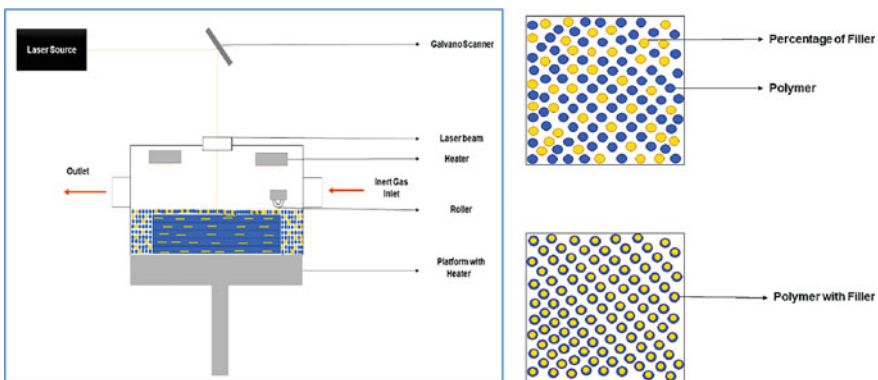 Laser Source
Galvano Scanner
Laser beam
Heater
Outlet
Inert Gas
Inlet
Roller
Platform with
Heater
Percentage of Filler
Polymer
Polymer with Filler